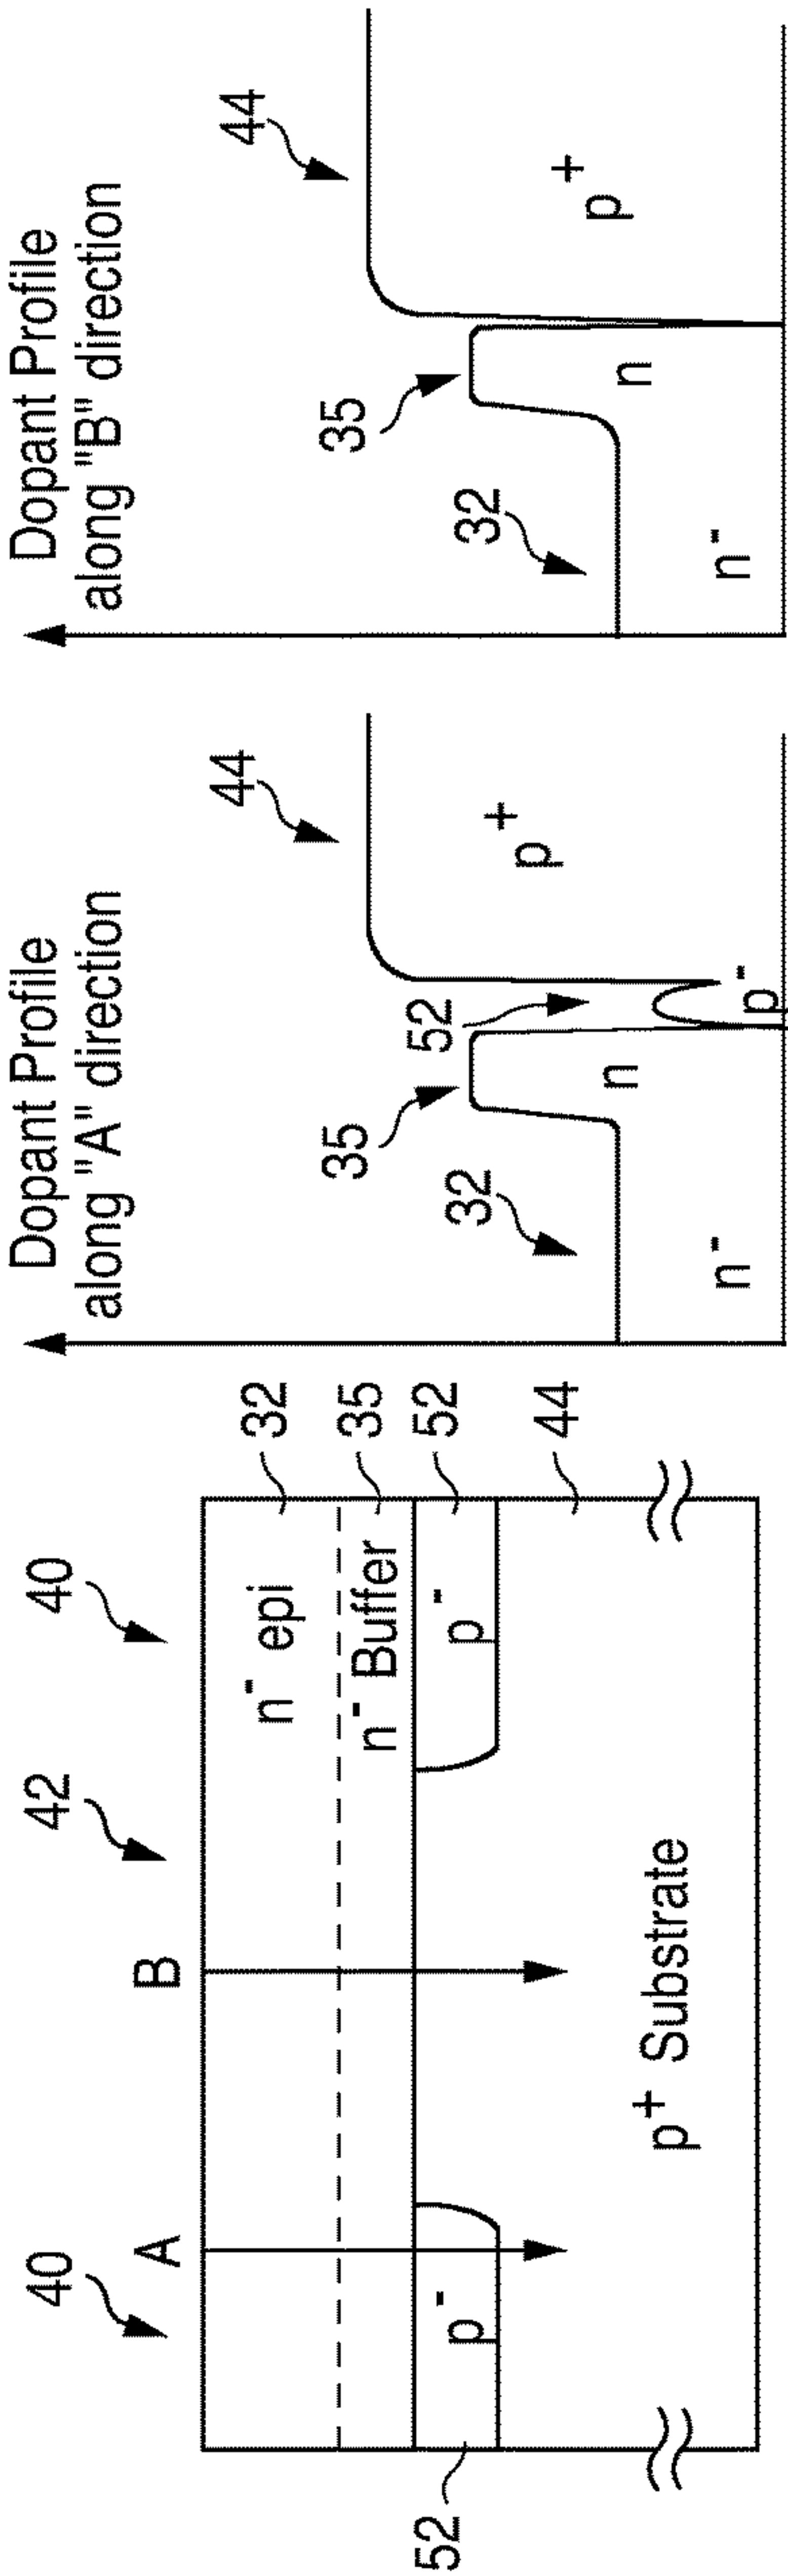 40
42
40
A
B
n- epi
32
n- Buffer
35
p-
p-
52
52
p+ Substrate
44
Dopant Profile
along "A" direction
44
35
32
52
n-
n
p-
p+
Dopant Profile
along "B" direction
44
35
32
n-
n
p+